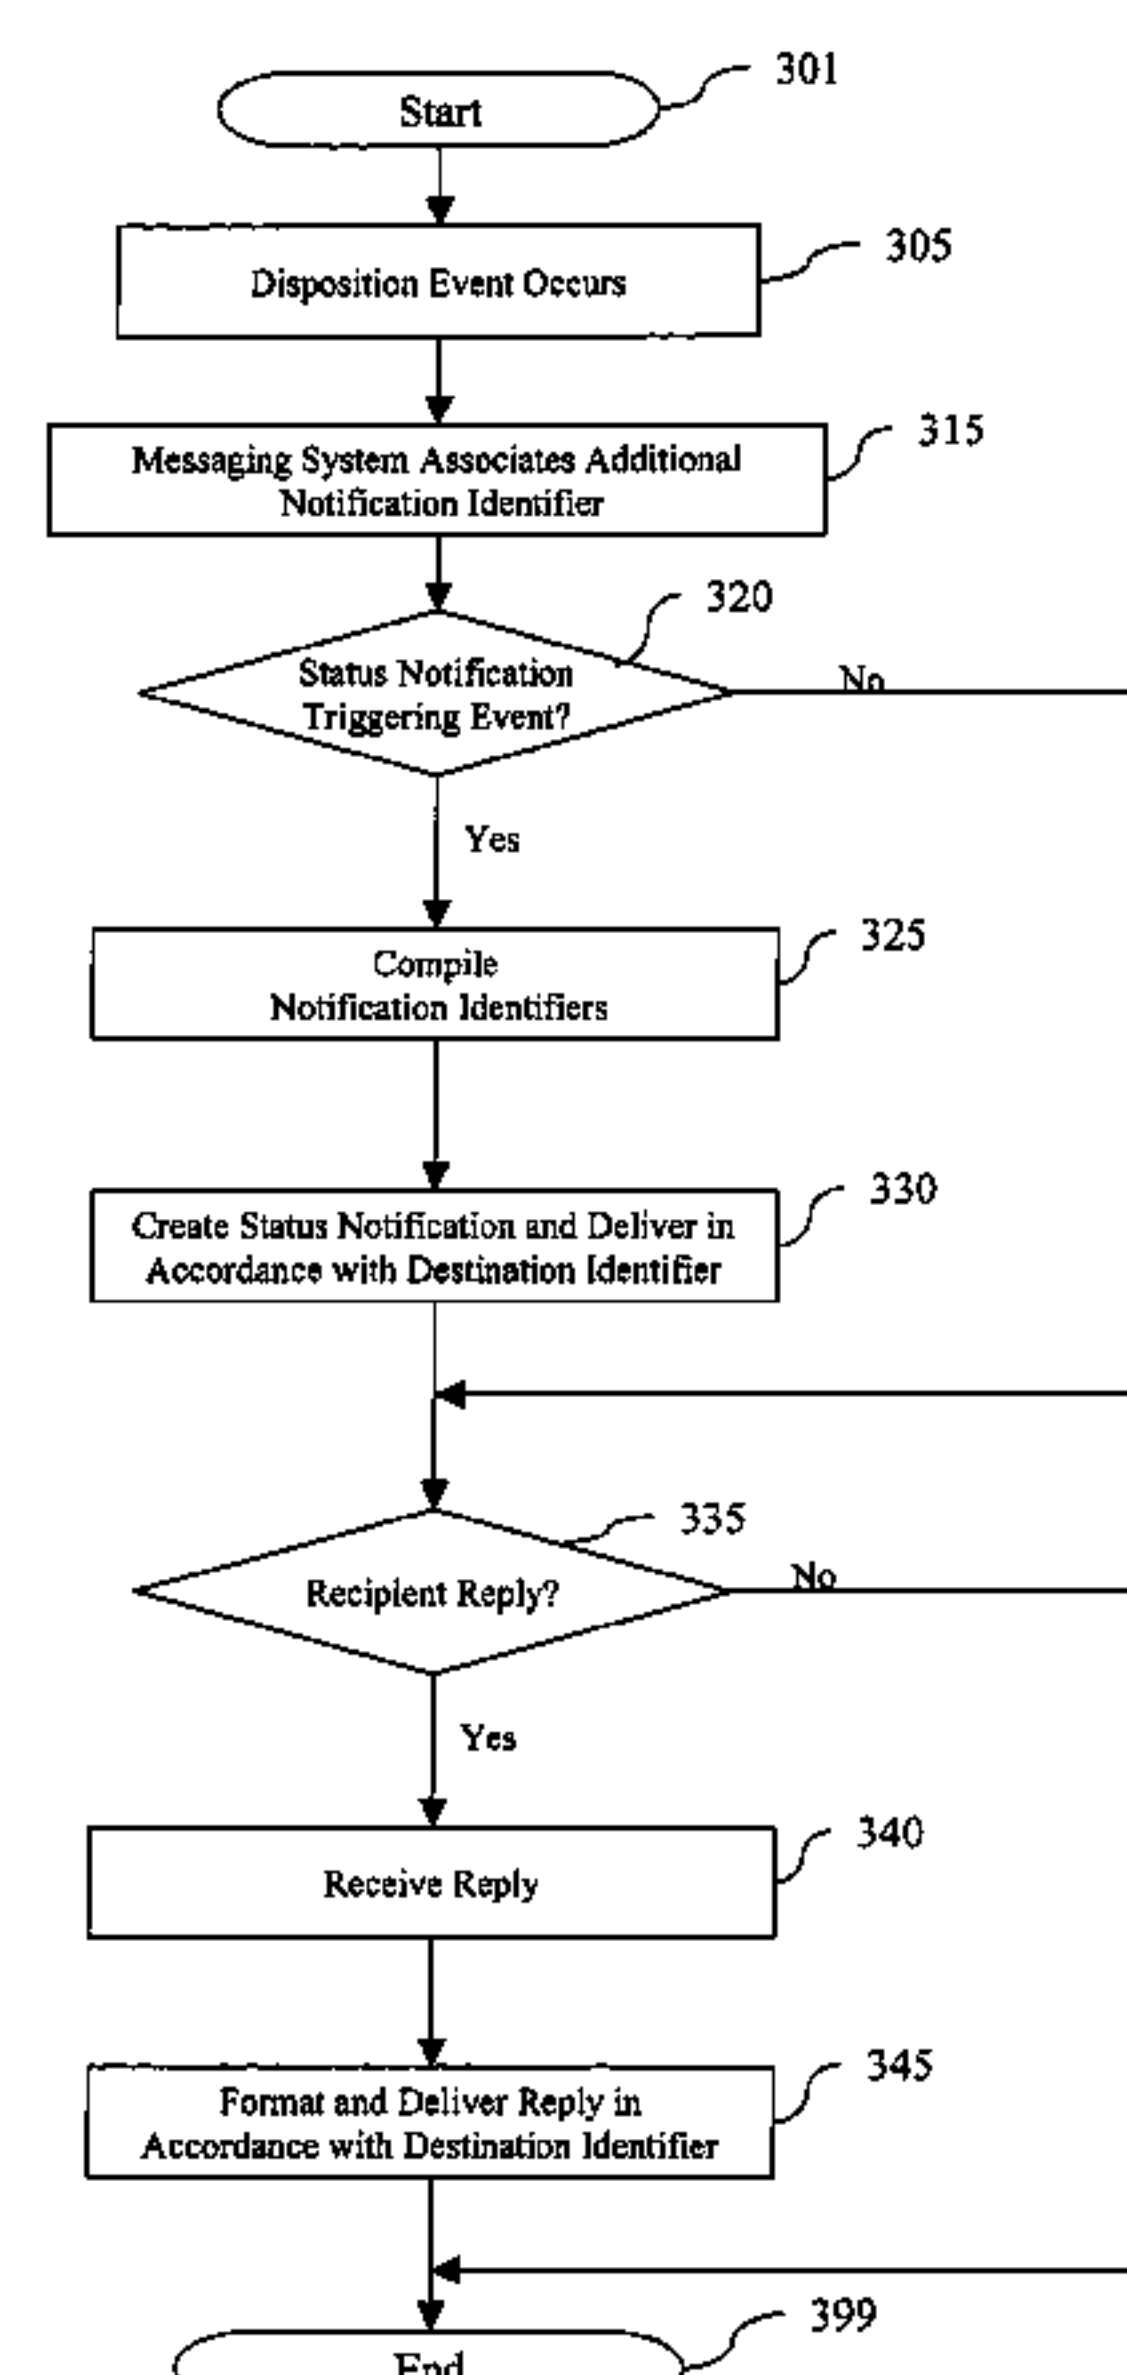 301
Start
305
Disposition Event Occurs
315
Messaging System Associates Additional
Notification Identifier
320
Status Notification
Triggering Event?
No
Yes
325
Compile
Notification Identifiers
330
Create Status Notification and Deliver in
Accordance with Destination Identifier
335
Recipient Reply?
No
Yes
340
Receive Reply
345
Format and Deliver Reply in
Accordance with Destination Identifier
399
End